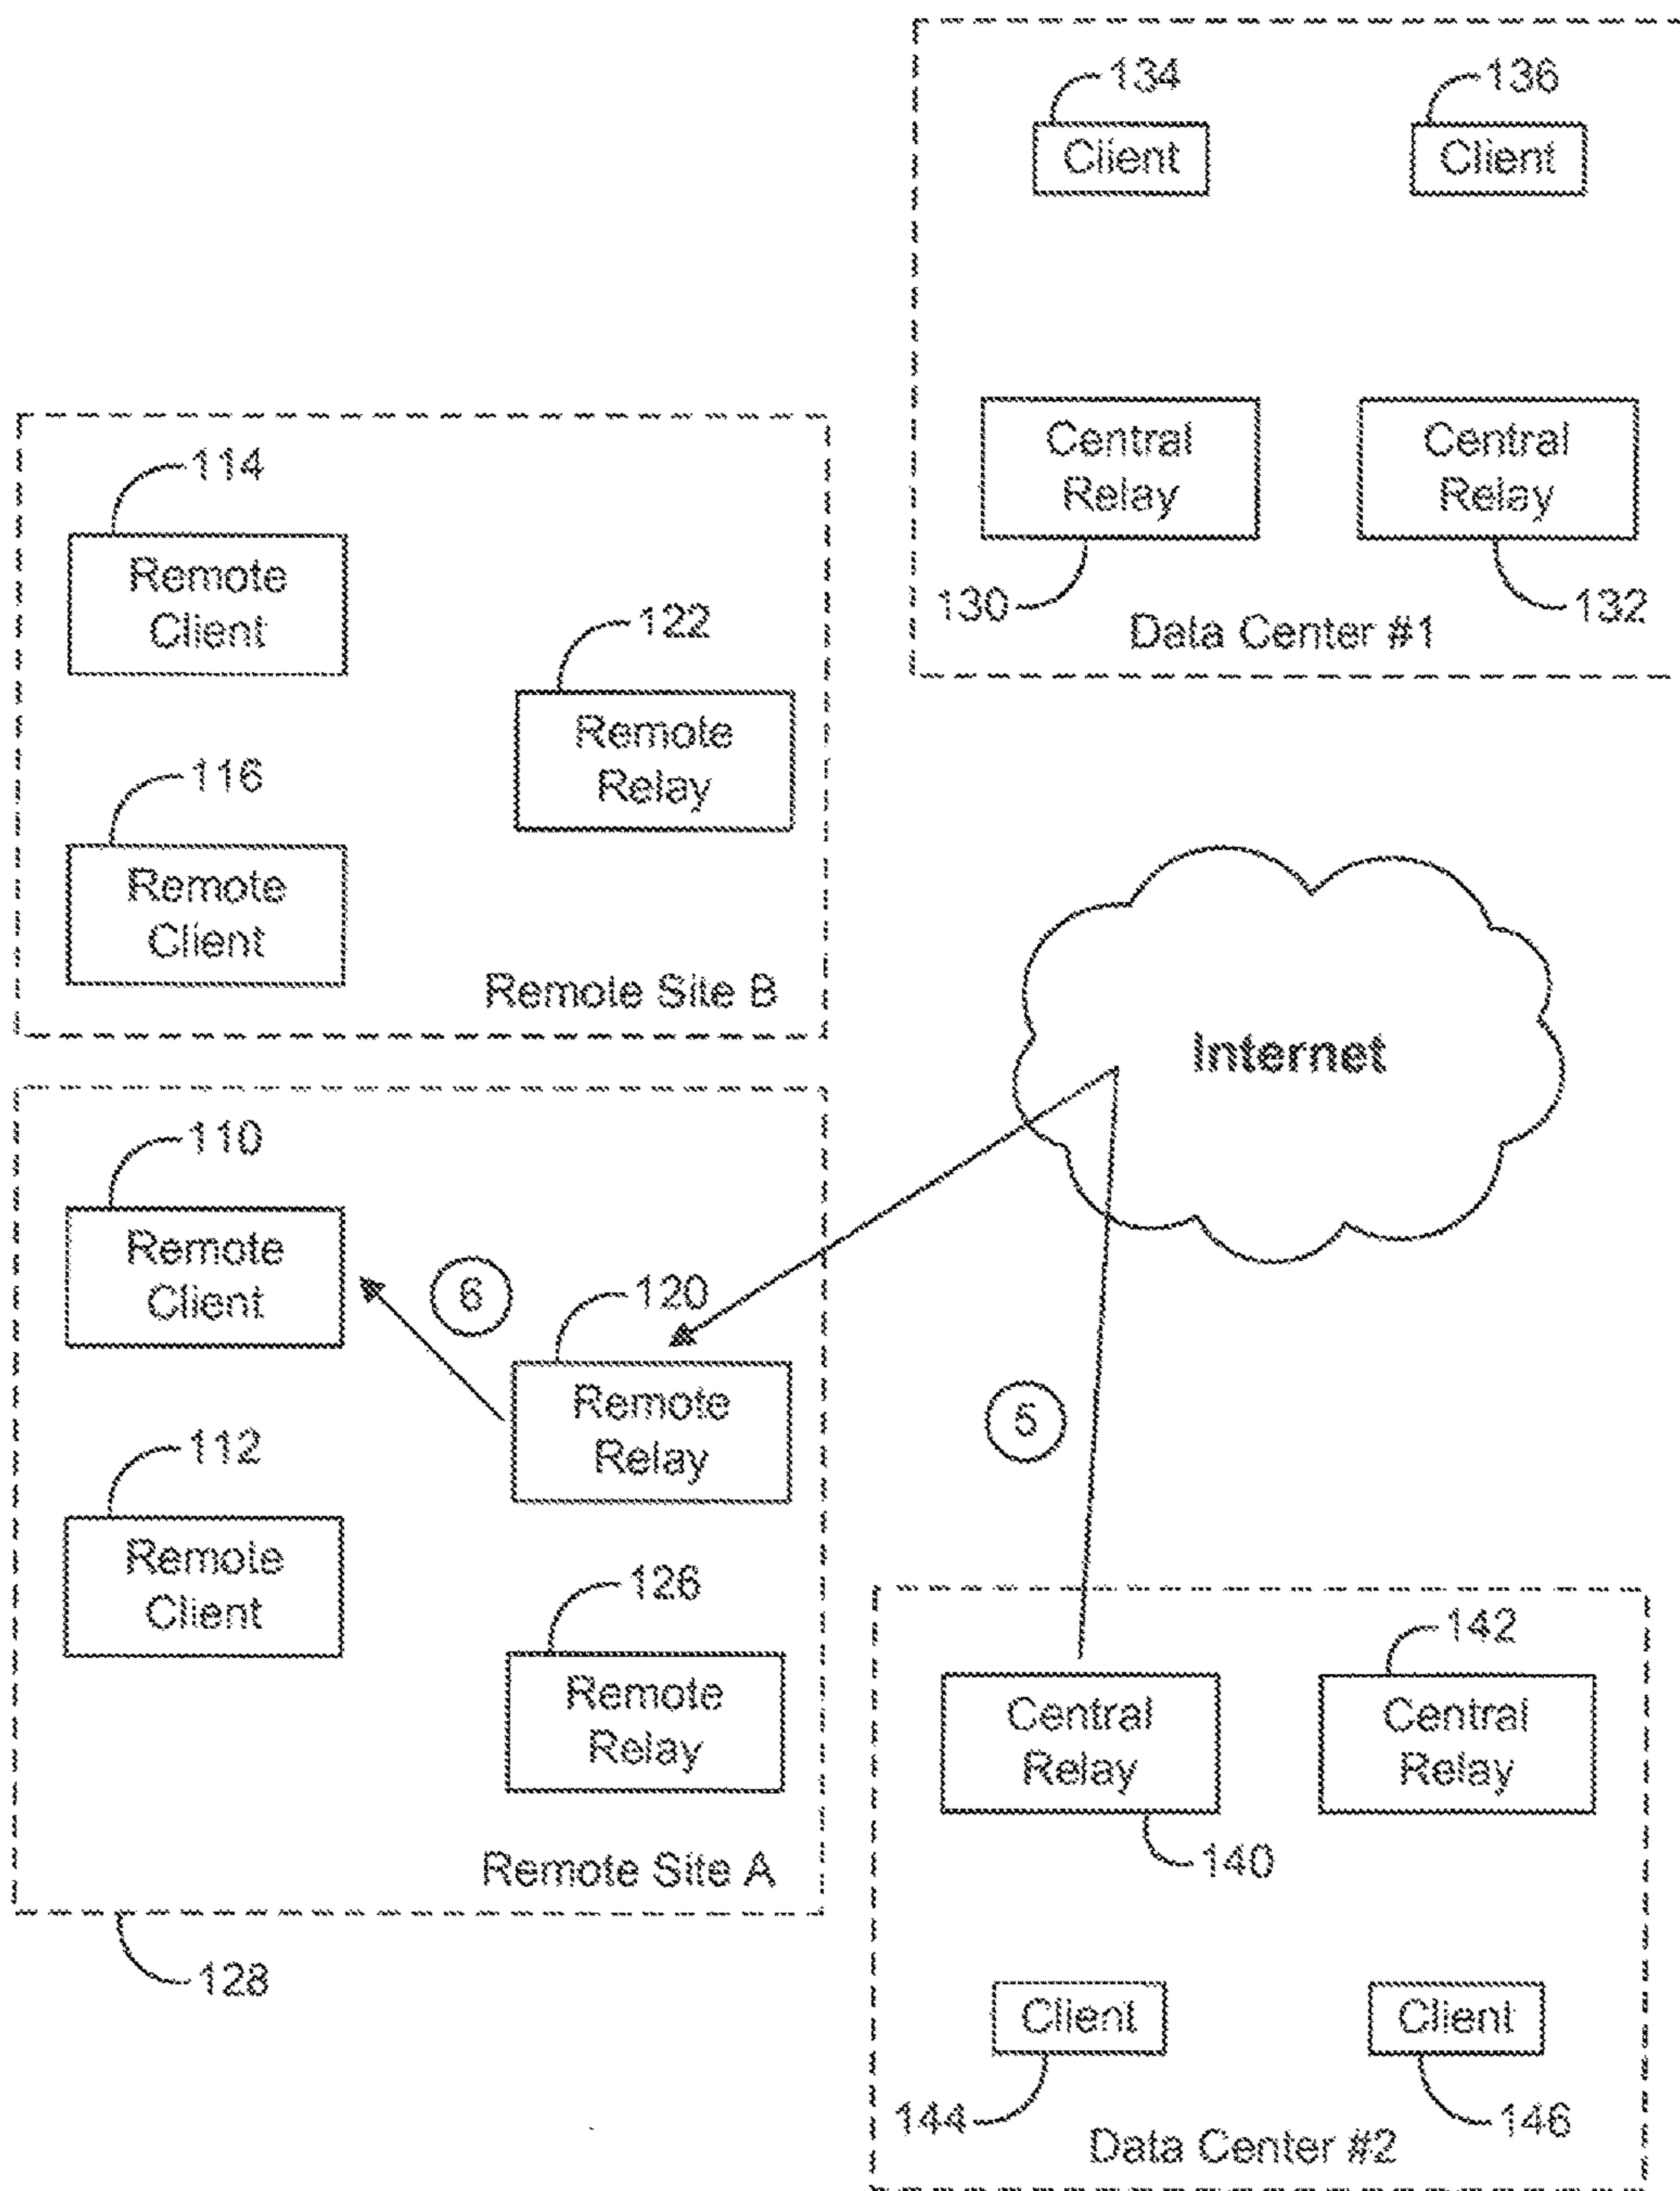 134
136
Client
Client
Central
Relay
Central
Relay
130
132
Data Center #1
114
Remote
Client
122
Remote
Relay
116
Remote
Client
Remote Site B
Internet
110
Remote
Client
6
120
Remote
Relay
5
112
Remote
Client
126
Remote
Relay
Remote Site A
128
142
Central
Relay
Central
Relay
140
Client
Client
144
146
Data Center #2